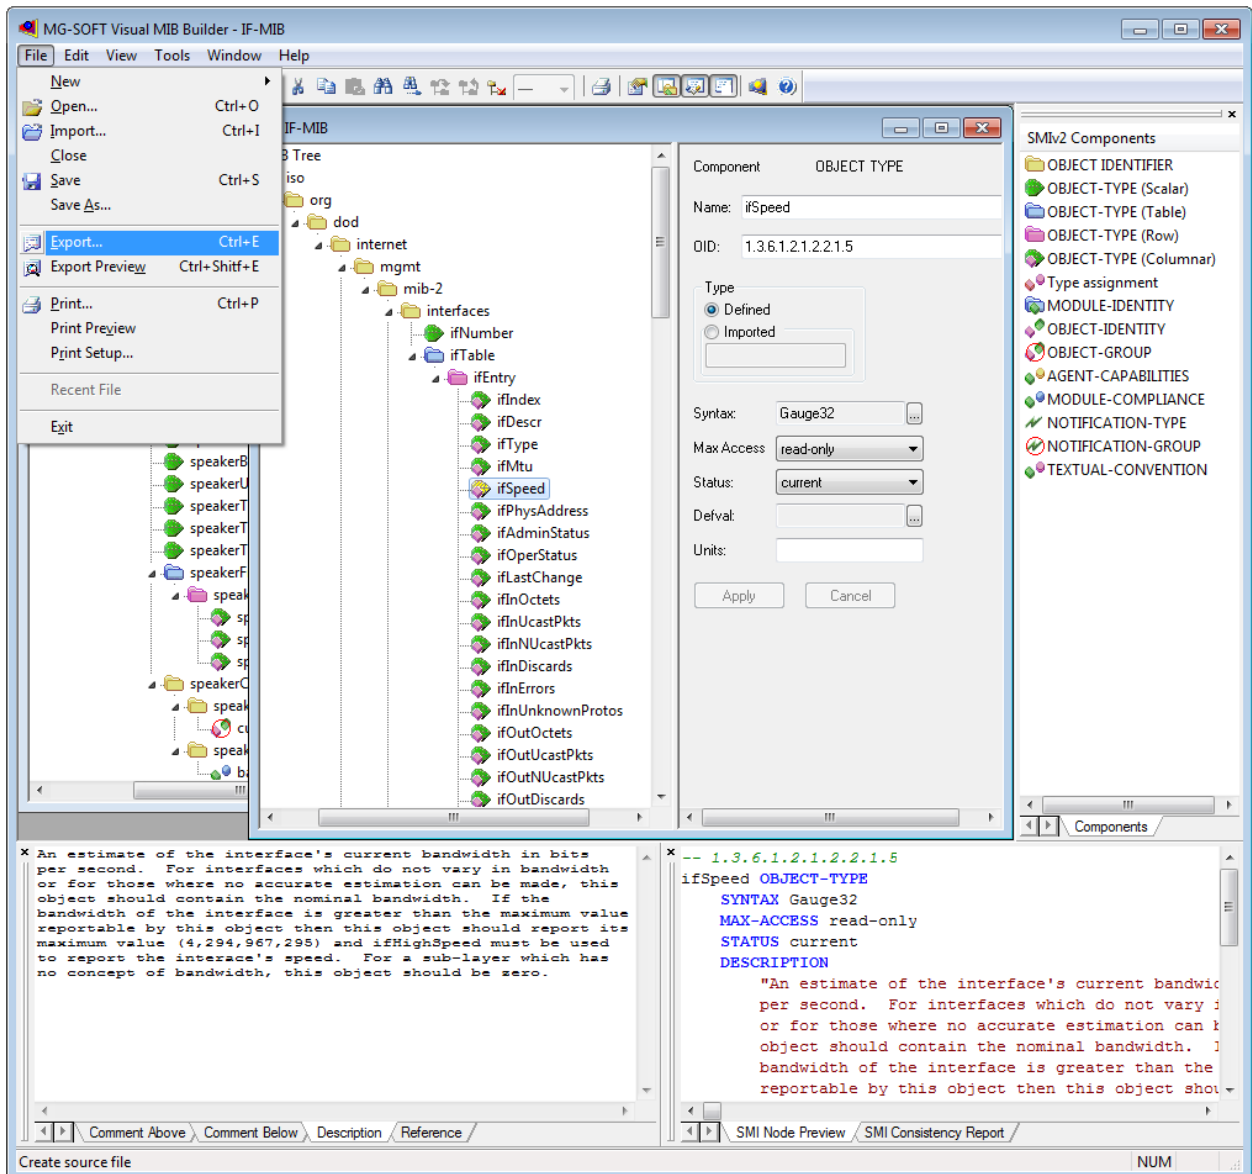 MG-SOFT Visual MIB Builder - IF-MIB
File Edit View Tools Window Help
New
Open... Ctrl+O
Import... Ctrl+I
Close
Save Ctrl+S
Save As...
Export... Ctrl+E
Export Preview Ctrl+Shitf+E
Print... Ctrl+P
Print Preview
Print Setup...
Recent File
Exit
speakerB
speakerU
speakerT
speakerT
speakerT
speakerF
speak
sp
sp
sp
speakerC
speak
cu
speak
ba
IF-MIB
B Tree
iso
org
dod
internet
mgmt
mib-2
interfaces
ifNumber
ifTable
ifEntry
ifIndex
ifDescr
ifType
ifMtu
ifSpeed
ifPhysAddress
ifAdminStatus
ifOperStatus
ifLastChange
ifInOctets
ifInUcastPkts
ifInNUcastPkts
ifInDiscards
ifInErrors
ifInUnknownProtos
ifOutOctets
ifOutUcastPkts
ifOutNUcastPkts
ifOutDiscards
Component OBJECT TYPE
Name: ifSpeed
OID: 1.3.6.1.2.1.2.2.1.5
Type
Defined
Imported
Syntax: Gauge32 ...
Max Access read-only
Status: current
Defval: ...
Units:
Apply Cancel
SMIv2 Components
OBJECT IDENTIFIER
OBJECT-TYPE (Scalar)
OBJECT-TYPE (Table)
OBJECT-TYPE (Row)
OBJECT-TYPE (Columnar)
Type assignment
MODULE-IDENTITY
OBJECT-IDENTITY
OBJECT-GROUP
AGENT-CAPABILITIES
MODULE-COMPLIANCE
NOTIFICATION-TYPE
NOTIFICATION-GROUP
TEXTUAL-CONVENTION
Components
An estimate of the interface's current bandwidth in bits
per second. For interfaces which do not vary in bandwidth
or for those where no accurate estimation can be made, this
object should contain the nominal bandwidth. If the
bandwidth of the interface is greater than the maximum value
reportable by this object then this object should report its
maximum value (4,294,967,295) and ifHighSpeed must be used
to report the interace's speed. For a sub-layer which has
no concept of bandwidth, this object should be zero.
Comment Above Comment Below Description Reference
-- 1.3.6.1.2.1.2.2.1.5
ifSpeed OBJECT-TYPE
SYNTAX Gauge32
MAX-ACCESS read-only
STATUS current
DESCRIPTION
"An estimate of the interface's current bandwid
per second. For interfaces which do not vary i
or for those where no accurate estimation can b
object should contain the nominal bandwidth. I
bandwidth of the interface is greater than the
reportable by this object then this object shou
SMI Node Preview SMI Consistency Report
Create source file NUM